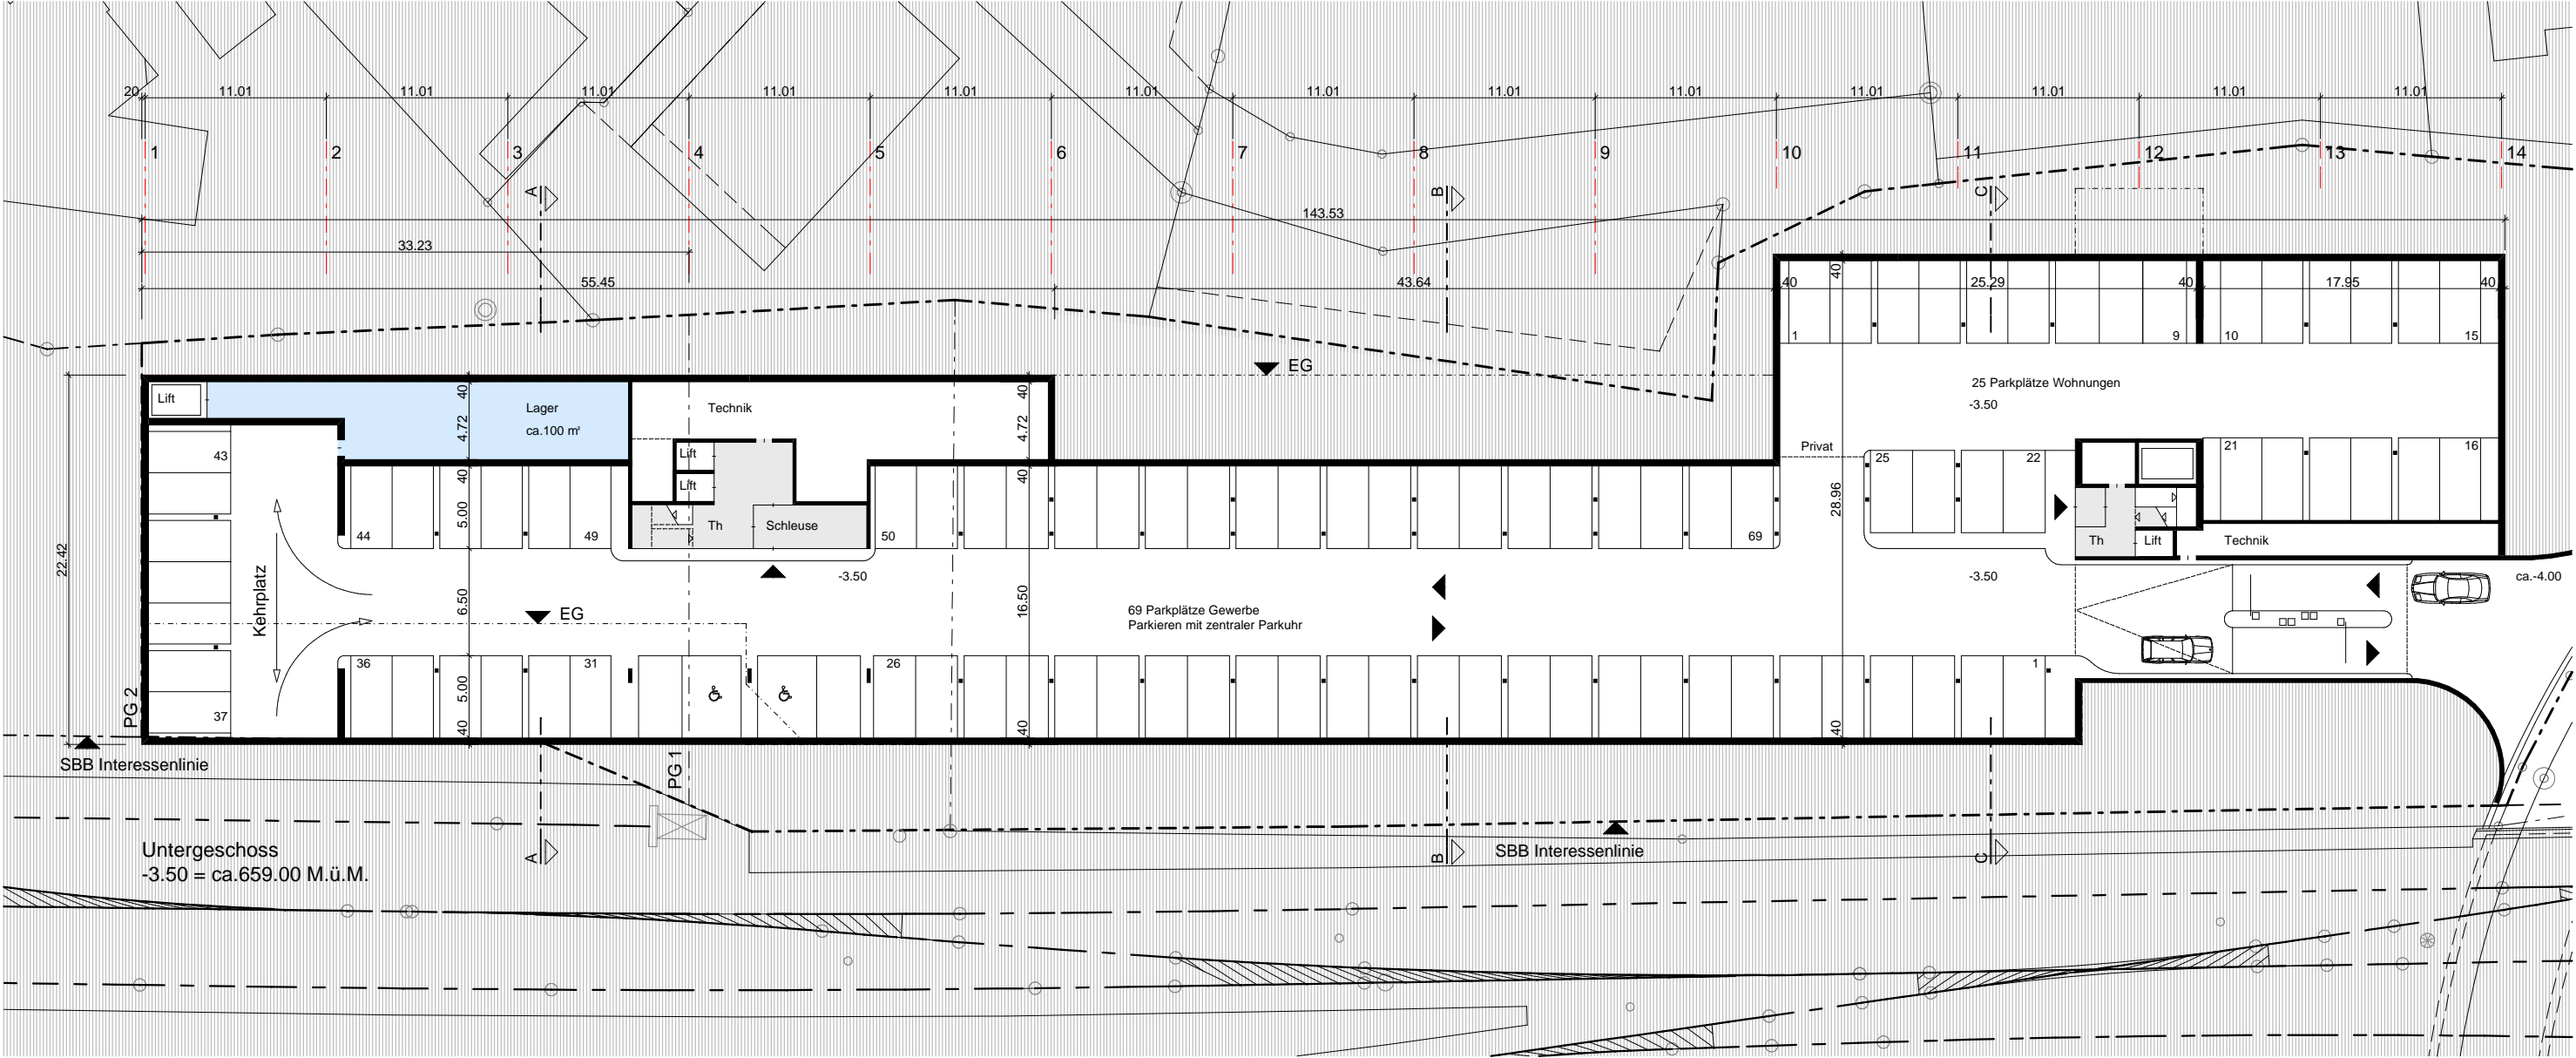 20 11.01 11.01 11.01 11.01 11.01 11.01 11.01 11.01 11.01 11.01 11.01 11.01 11.01
1 2 3 4 5 6 7 8 9 10 11 12 13 14
A B C
143.53
33.23
55.45 43.64 40 25.29 40 17.95 40
40
1 9 10 15
EG
25 Parkplätze Wohnungen
-3.50
Lift
Lager
ca.100 m²
Technik
40
4.72
40
4.72
Privat
25 22 21 16
43
Lift
Lift
40
5.00
40
28.96
44 49
Th
Schleuse
50 69
Th
Lift
Technik
22.42
-3.50
-3.50
ca.-4.00
Kehrplatz
6.50
EG
16.50
69 Parkplätze Gewerbe
Parkieren mit zentraler Parkuhr
36 31 26 1
5.00
37
PG 2
40 40 40
SBB Interessenlinie
PG 1
A B C
SBB Interessenlinie
Untergeschoss
-3.50 = ca.659.00 M.ü.M.